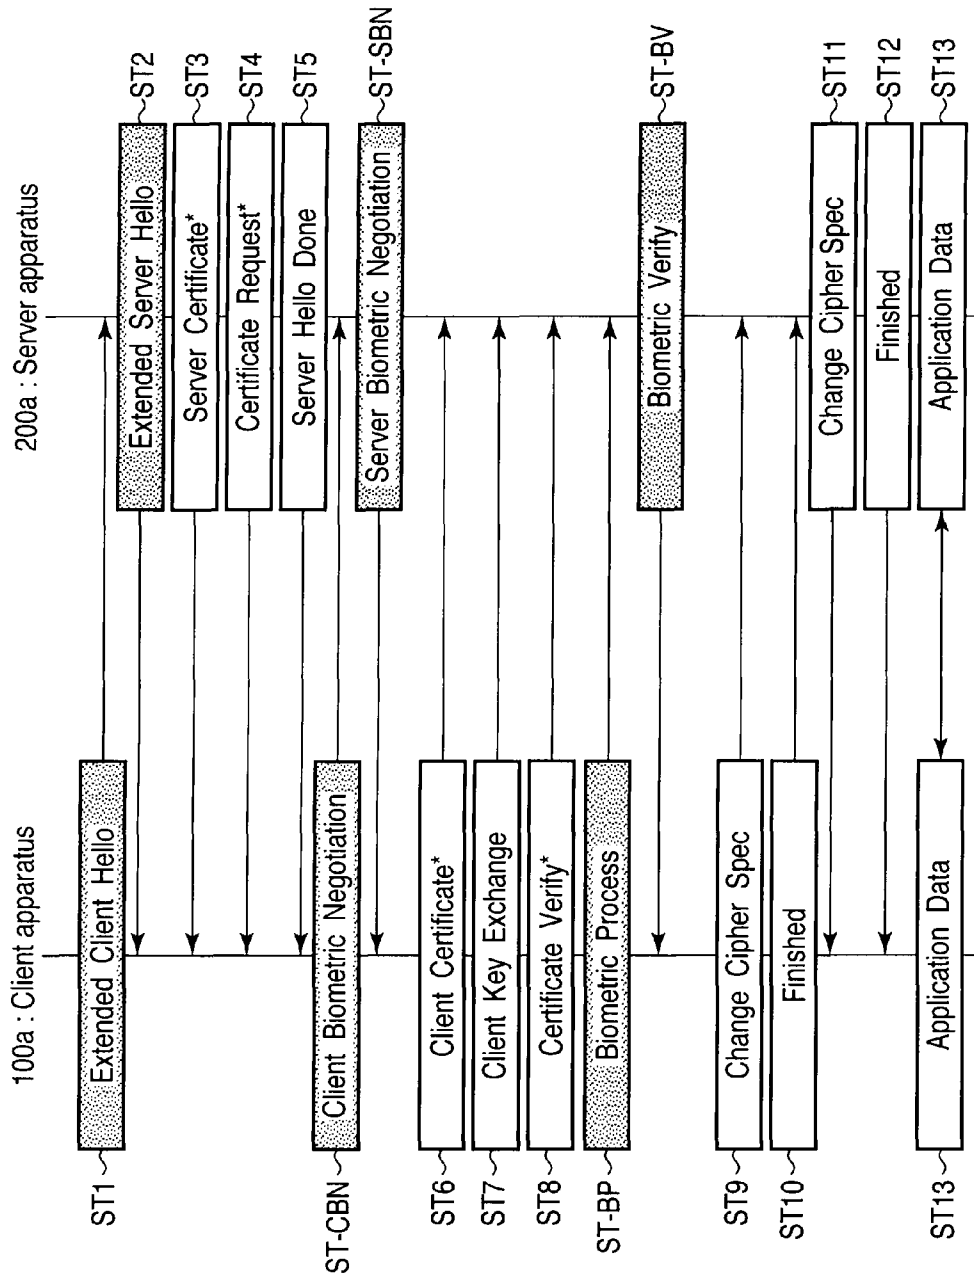 100a : Client apparatus
200a : Server apparatus
ST1
Extended Client Hello
Extended Server Hello
ST2
Server Certificate*
ST3
Certificate Request*
ST4
Server Hello Done
ST5
ST-CBN
Client Biometric Negotiation
Server Biometric Negotiation
ST-SBN
ST6
Client Certificate*
ST7
Client Key Exchange
ST8
Certificate Verify*
ST-BP
Biometric Process
Biometric Verify
ST-BV
ST9
Change Cipher Spec
ST10
Finished
Change Cipher Spec
ST11
Finished
ST12
ST13
Application Data
Application Data
ST13